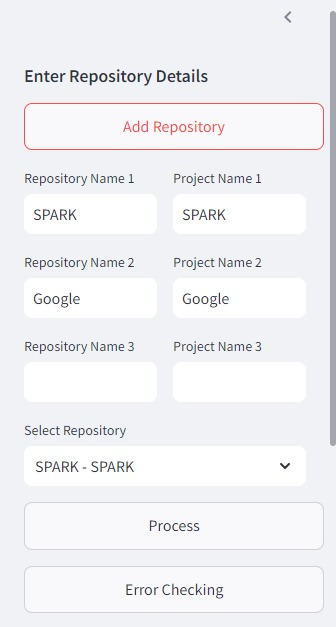 Enter Repository Details
Add Repository
Repository Name 1 Project Name 1
SPARK SPARK
Repository Name 2 Project Name 2
Google Google
Repository Name 3 Project Name 3
Select Repository
SPARK - SPARK
Process
Error Checking